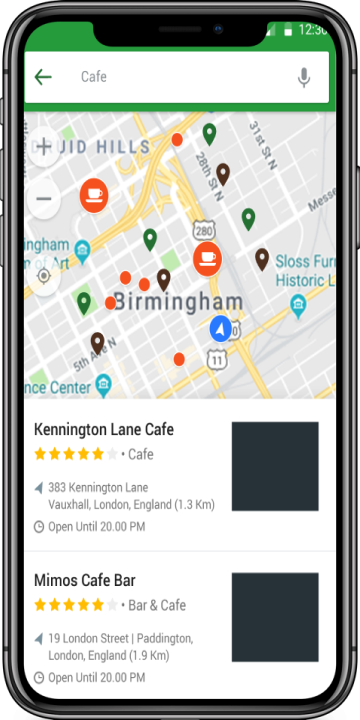 12:30
Cafe
JID HILLS
31st St N
28th St N
Messe
280
ingham
of Art
Sloss Furn
Historic L
Birmingham
5th Ave N
11
nce Center
Kennington Lane Cafe
• Cafe
383 Kennington Lane
Vauxhall, London, England (1.3 Km)
Open Until 20.00 PM
Mimos Cafe Bar
• Bar & Cafe
19 London Street | Paddington,
London, England (1.9 Km)
Open Until 20.00 PM